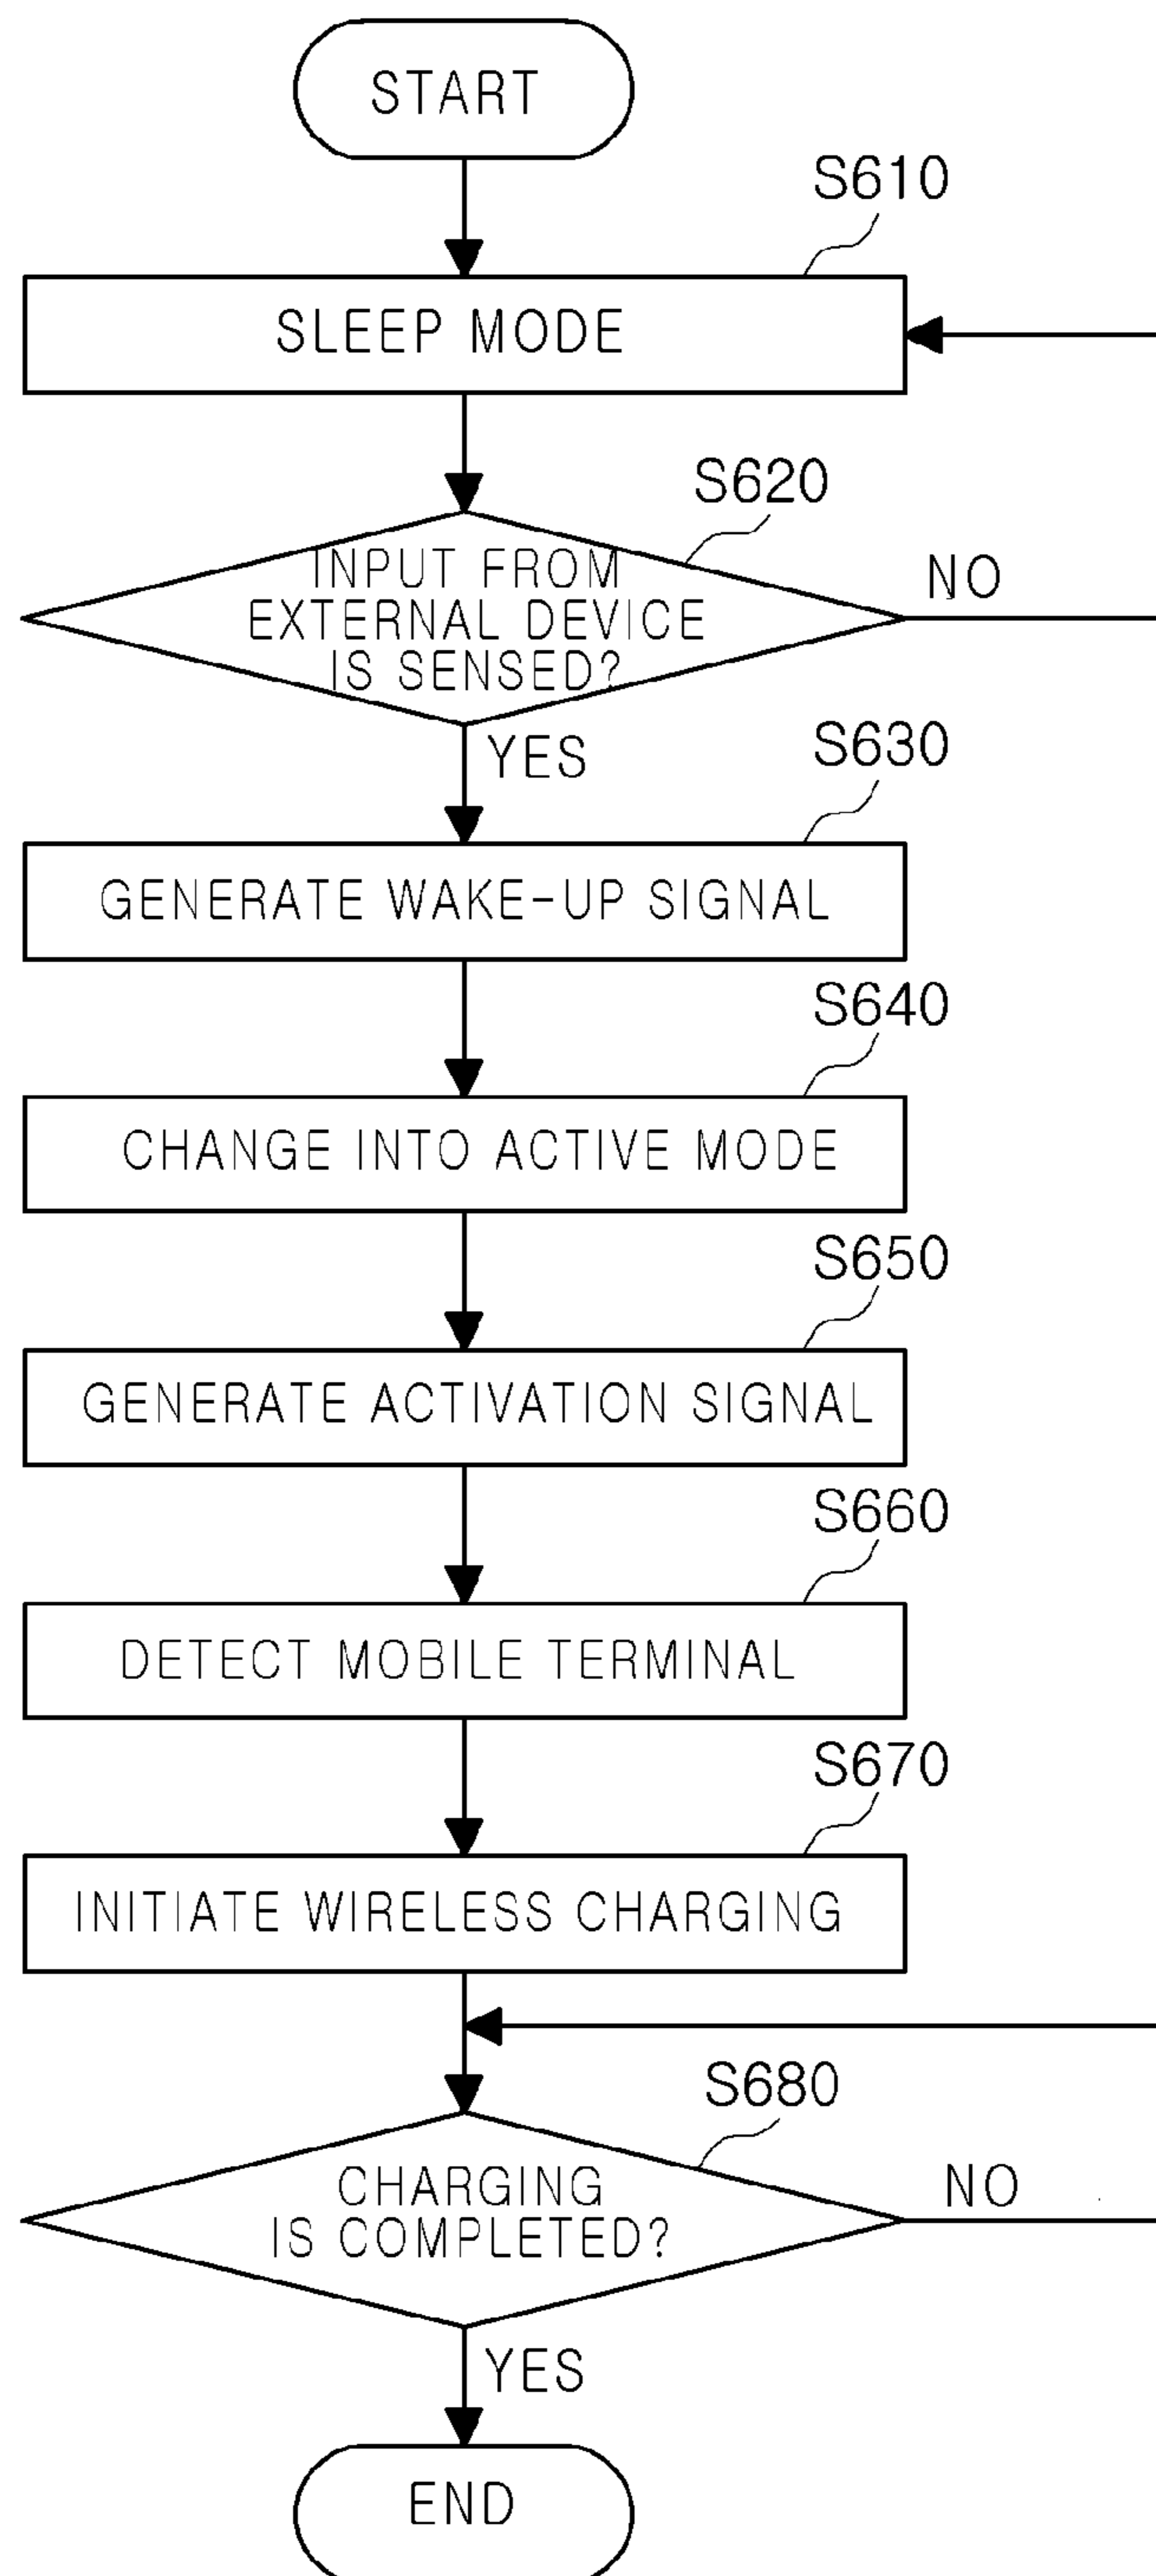 START
S610
SLEEP MODE
S620
INPUT FROM
EXTERNAL DEVICE
IS SENSED?
NO
YES
S630
GENERATE WAKE-UP SIGNAL
S640
CHANGE INTO ACTIVE MODE
S650
GENERATE ACTIVATION SIGNAL
S660
DETECT MOBILE TERMINAL
S670
INITIATE WIRELESS CHARGING
S680
CHARGING
IS COMPLETED?
NO
YES
END